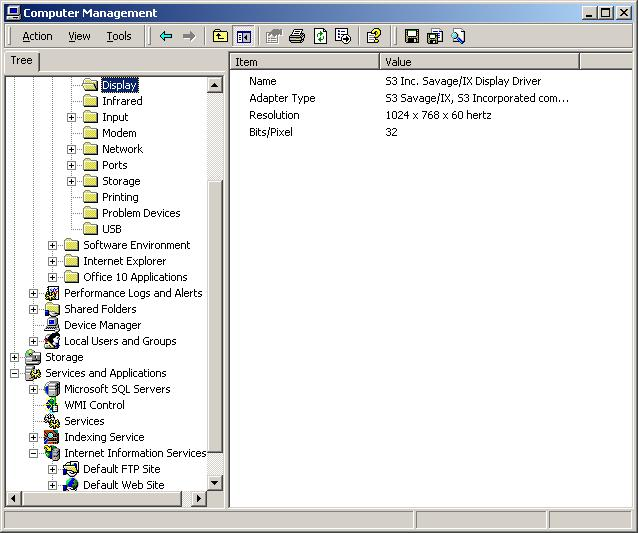 Computer Management
Action View Tools
Tree
Display
Infrared
Input
Modem
Network
Ports
Storage
Printing
Problem Devices
USB
Software Environment
Internet Explorer
Office 10 Applications
Performance Logs and Alerts
Shared Folders
Device Manager
Local Users and Groups
Storage
Services and Applications
Microsoft SQL Servers
WMI Control
Services
Indexing Service
Internet Information Services
Default FTP Site
Default Web Site
Item Value
Name S3 Inc. Savage/IX Display Driver
Adapter Type S3 Savage/IX, S3 Incorporated com...
Resolution 1024 x 768 x 60 hertz
Bits/Pixel 32